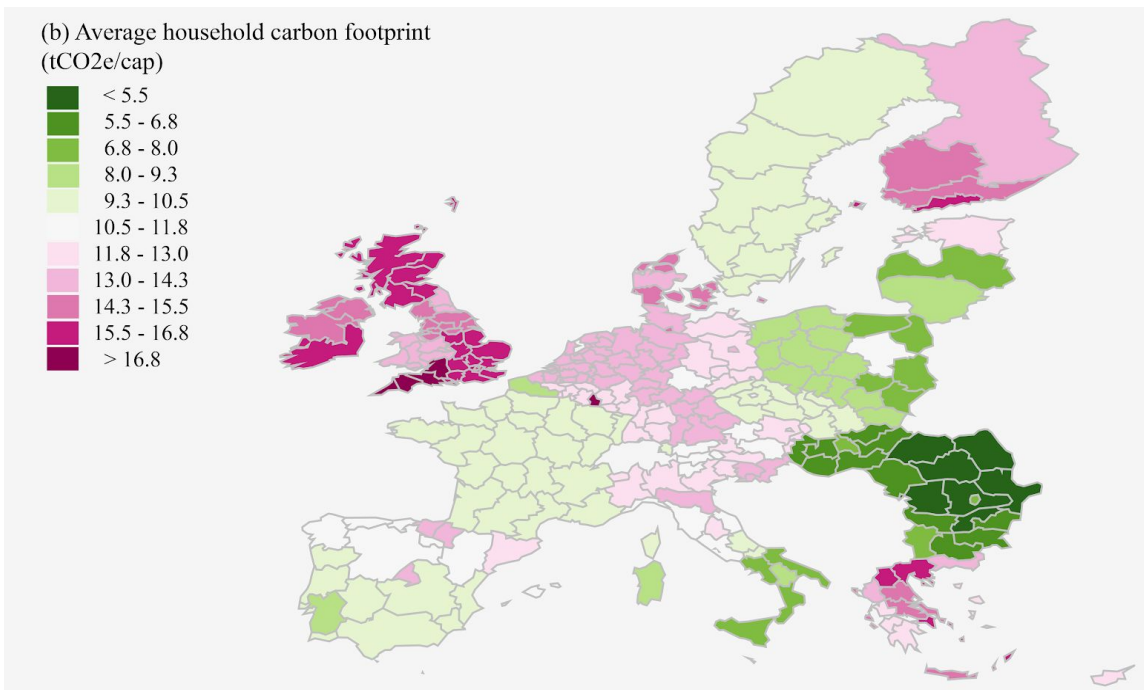 (b) Average household carbon footprint
(tCO2e/cap)
< 5.5
5.5 - 6.8
6.8 - 8.0
8.0 - 9.3
9.3 - 10.5
10.5 - 11.8
11.8 - 13.0
13.0 - 14.3
14.3 - 15.5
15.5 - 16.8
> 16.8